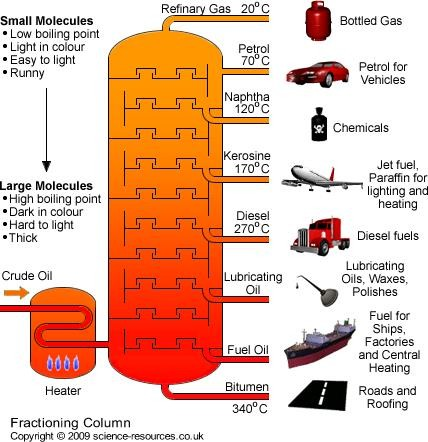 Small Molecules
• Low boiling point
• Light in colour
• Easy to light
• Runny
Large Molecules
• High boiling point
• Dark in colour
• Hard to light
• Thick
Crude Oil
Heater
Refinary Gas 20°C
Petrol
70°C
Naphtha
120°C
Kerosine
170°C
Diesel
270°C
Lubricating
Oil
Fuel Oil
Bitumen
340°C
Bottled Gas
Petrol for
Vehicles
Chemicals
Jet fuel,
Paraffin for
lighting and
heating
Diesel fuels
Lubricating
Oils, Waxes,
Polishes
Fuel for
Ships,
Factories
and Central
Heating
Roads and
Roofing
Fractioning Column
Copyright © 2009 science-resources.co.uk